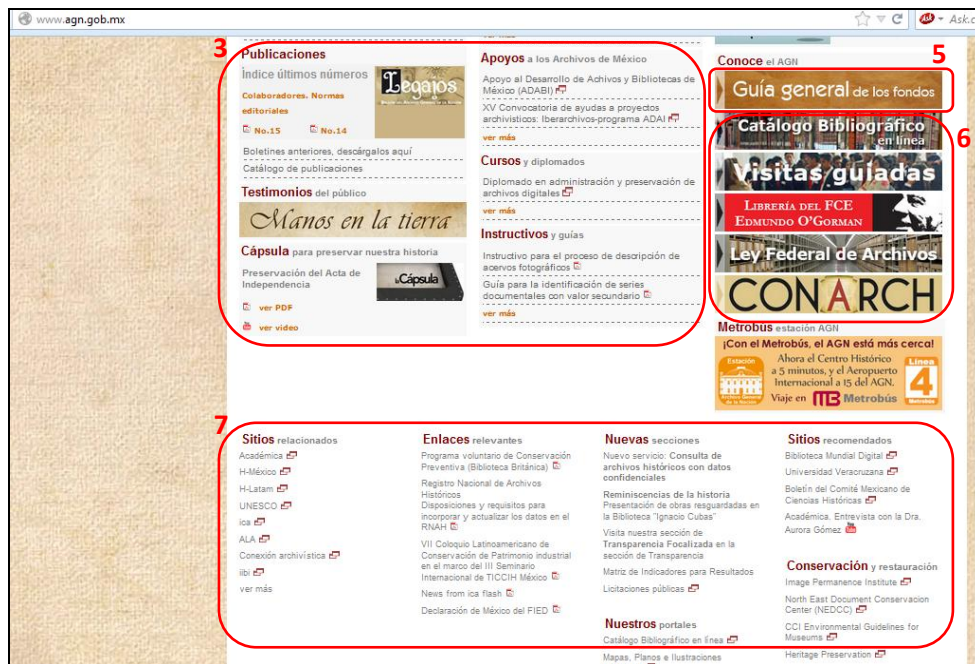 www.agn.gob.mx
Ask.c
3
Publicaciones
Índice últimos números
Colaboradores. Normas
editoriales
No.15 No.14
Legajos
Boletines anteriores, descárgalos aquí
Catálogo de publicaciones
Testimonios del público
Manos en la tierra
Cápsula para preservar nuestra historia
Preservación del Acta de
Independencia
la Cápsula
ver PDF
ver video
ver más
Apoyos a los Archivos de México
Apoyo al Desarrollo de Achivos y Bibliotecas de
México (ADABI)
XV Convocatoria de ayudas a proyectos
archivisticos: Iberarchivos-programa ADAI
ver más
Cursos y diplomados
Diplomado en administración y preservación de
archivos digitales
ver más
Instructivos y guías
Instructivo para el proceso de descripción de
acervos fotográficos
Guía para la identificación de series
documentales con valor secundario
ver más
Conoce el AGN
5
Guía general de los fondos
6
Catálogo Bibliográfico
en línea
Visitas guiadas
LIBRERÍA DEL FCE
EDMUNDO O'GORMAN
Ley Federal de Archivos
CONARCH
Metrobus estación AGN
¡Con el Metrobús, el AGN está más cerca!
Estación
Archivo General
de la Nación
Ahora el Centro Histórico
a 5 minutos, y el Aeropuerto
Internacional a 15 del AGN.
Viaje en MB Metrobús
Línea
4
Metrobús
7
Sitios relacionados
Académica
H-México
H-Latam
UNESCO
ica
ALA
Conexión archivística
iibi
ver más
Enlaces relevantes
Programa voluntario de Conservación
Preventiva (Biblioteca Británica)
Registro Nacional de Archivos
Históricos
Disposiciones y requisitos para
incorporar y actualizar los datos en el
RNAH
VII Coloquio Latinoamericano de
Conservación de Patrimonio industrial
en el marco del III Seminario
Internacional de TICCIH México
News from ica flash
Declaración de México del FIED
Nuevas secciones
Nuevo servicio: Consulta de
archivos históricos con datos
confidenciales
Reminiscencias de la historia
Presentación de obras resguardadas en
la Biblioteca "Ignacio Cubas"
Visita nuestra sección de
Transparencia Focalizada en la
sección de Transparencia
Matriz de Indicadores para Resultados
Licitaciones públicas
Nuestros portales
Catálogo Bibliográfico en línea
Mapas, Planos e Ilustraciones
Sitios recomendados
Biblioteca Mundial Digital
Universidad Veracruzana
Boletín del Comité Mexicano de
Ciencias Históricas
Académica. Entrevista con la Dra.
Aurora Gómez
Conservación y restauración
Image Permanence Institute
North East Document Conservacion
Center (NEDCC)
CCI Environmental Guidelines for
Museums
Heritage Preservation